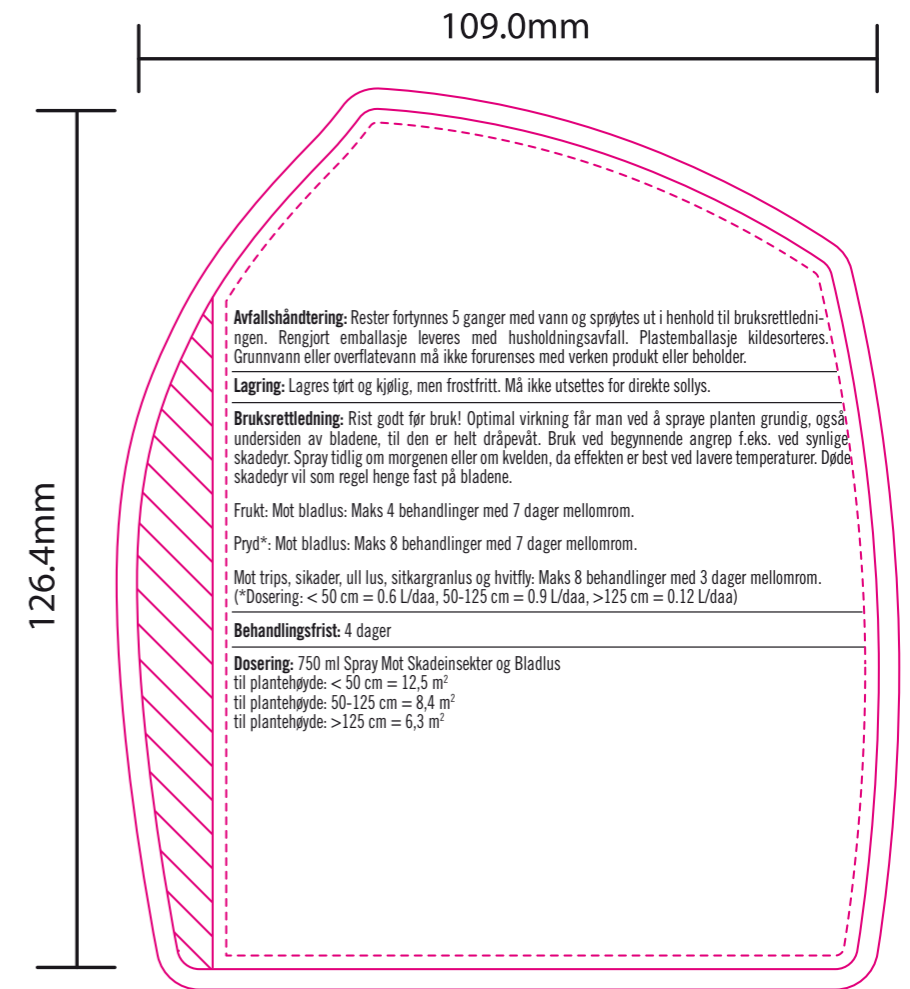 109.0mm
126.4mm
Avfallshåndtering: Rester fortynnes 5 ganger med vann og sprøytes ut i henhold til bruksrettledni-
ngen. Rengjort emballasje leveres med husholdningsavfall. Plastemballasje kildesorteres.
Grunnvann eller overflatevann må ikke forurenses med verken produkt eller beholder.
Lagring: Lagres tørt og kjølig, men frostfritt. Må ikke utsettes for direkte sollys.
Bruksrettledning: Rist godt før bruk! Optimal virkning får man ved å spraye planten grundig, også
undersiden av bladene, til den er helt dråpevåt. Bruk ved begynnende angrep f.eks. ved synlige
skadedyr. Spray tidlig om morgenen eller om kvelden, da effekten er best ved lavere temperaturer. Døde
skadedyr vil som regel henge fast på bladene.
Frukt: Mot bladlus: Maks 4 behandlinger med 7 dager mellomrom.
Pryd*: Mot bladlus: Maks 8 behandlinger med 7 dager mellomrom.
Mot trips, sikader, ull lus, sitkargranlus og hvitfly: Maks 8 behandlinger med 3 dager mellomrom.
(*Dosering: < 50 cm = 0.6 L/daa, 50-125 cm = 0.9 L/daa, >125 cm = 0.12 L/daa)
Behandlingsfrist: 4 dager
Dosering: 750 ml Spray Mot Skadeinsekter og Bladlus
til plantehøyde: < 50 cm = 12,5 m²
til plantehøyde: 50-125 cm = 8,4 m²
til plantehøyde: >125 cm = 6,3 m²